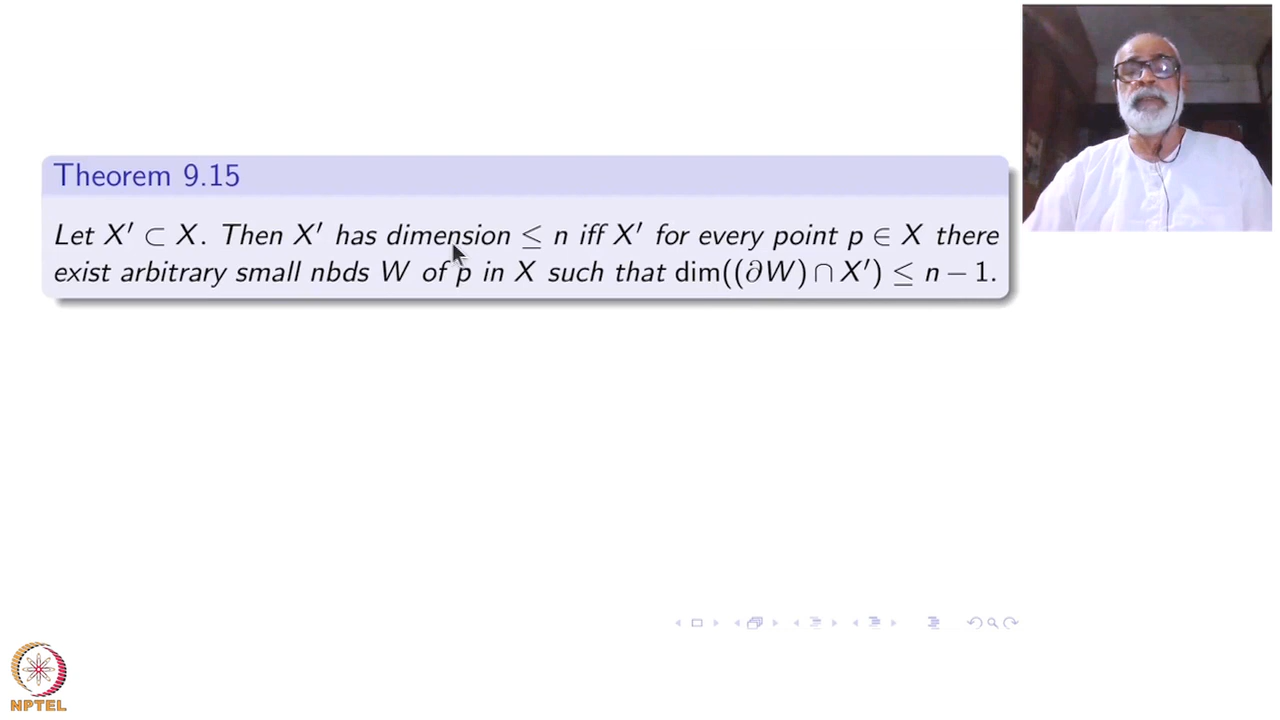 Theorem 9.15
Let X′ ⊂ X. Then X′ has dimension ≤ n iff X′ for every point p ∈ X there
exist arbitrary small nbds W of p in X such that dim((∂W) ∩ X′) ≤ n − 1.
NPTEL